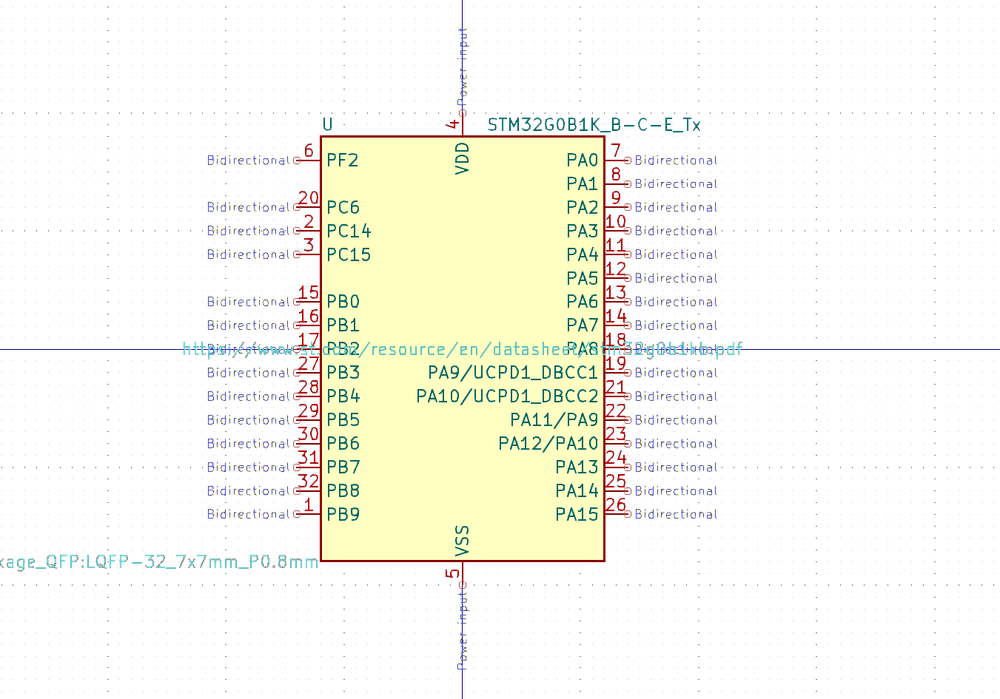 Power input
U 4 STM32G0B1K_B-C-E_Tx
VDD
Bidirectional 6 PF2 PA0 7 Bidirectional
PA1 8 Bidirectional
Bidirectional 20 PC6 PA2 9 Bidirectional
Bidirectional 2 PC14 PA3 10 Bidirectional
Bidirectional 3 PC15 PA4 11 Bidirectional
PA5 12 Bidirectional
Bidirectional 15 PB0 PA6 13 Bidirectional
Bidirectional 16 PB1 PA7 14 Bidirectional
Bidirectional 17 PB2 PA8 18 Bidirectional
Bidirectional 27 PB3 PA9/UCPD1_DBCC1 19 Bidirectional
Bidirectional 28 PB4 PA10/UCPD1_DBCC2 21 Bidirectional
Bidirectional 29 PB5 PA11/PA9 22 Bidirectional
Bidirectional 30 PB6 PA12/PA10 23 Bidirectional
Bidirectional 31 PB7 PA13 24 Bidirectional
Bidirectional 32 PB8 PA14 25 Bidirectional
Bidirectional 1 PB9 PA15 26 Bidirectional
VSS
kage_QFP:LQFP-32_7x7mm_P0.8mm
5
Power input